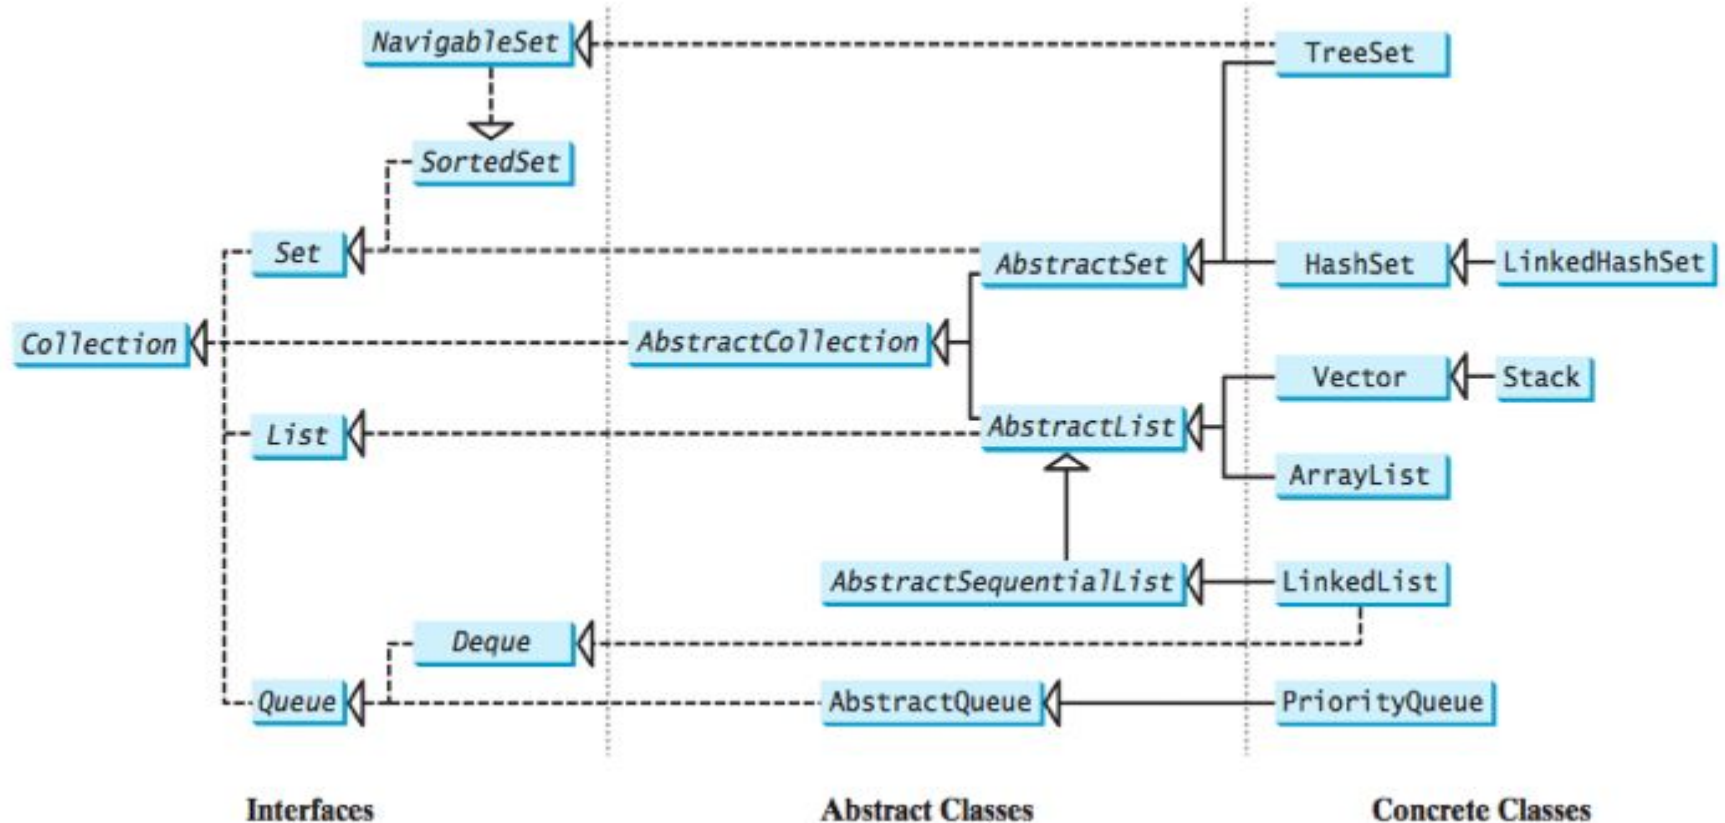 NavigableSet
TreeSet
SortedSet
Set
AbstractSet
HashSet
LinkedHashSet
Collection
AbstractCollection
Vector
Stack
List
AbstractList
ArrayList
AbstractSequentialList
LinkedList
Deque
Queue
AbstractQueue
PriorityQueue
Interfaces
Abstract Classes
Concrete Classes